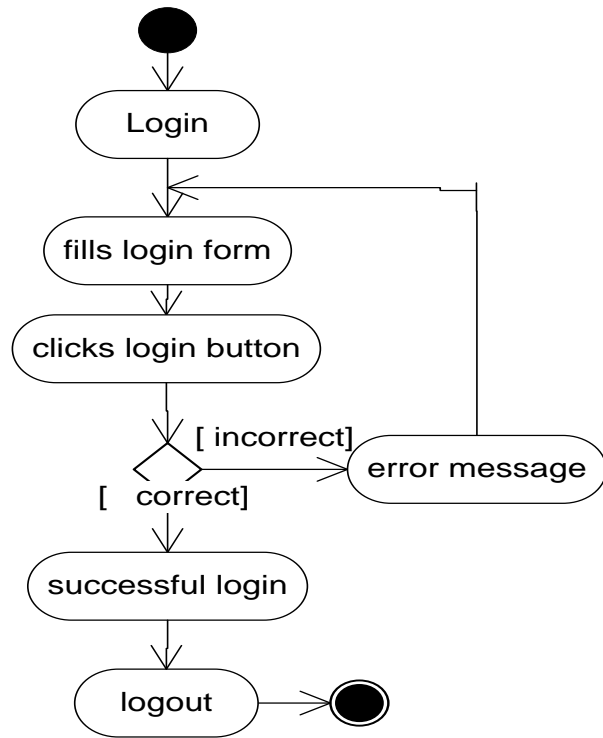 Login
fills login form
clicks login button
[ incorrect]
error message
[ correct]
successful login
logout